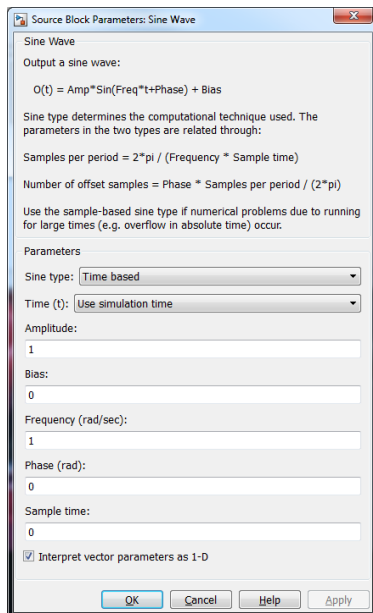 Source Block Parameters: Sine Wave
Sine Wave
Output a sine wave:
O(t) = Amp*Sin(Freq*t+Phase) + Bias
Sine type determines the computational technique used. The
parameters in the two types are related through:
Samples per period = 2*pi / (Frequency * Sample time)
Number of offset samples = Phase * Samples per period / (2*pi)
Use the sample-based sine type if numerical problems due to running
for large times (e.g. overflow in absolute time) occur.
Parameters
Sine type: Time based
Time (t): Use simulation time
Amplitude:
1
Bias:
0
Frequency (rad/sec):
1
Phase (rad):
0
Sample time:
0
Interpret vector parameters as 1-D
OK Cancel Help Apply